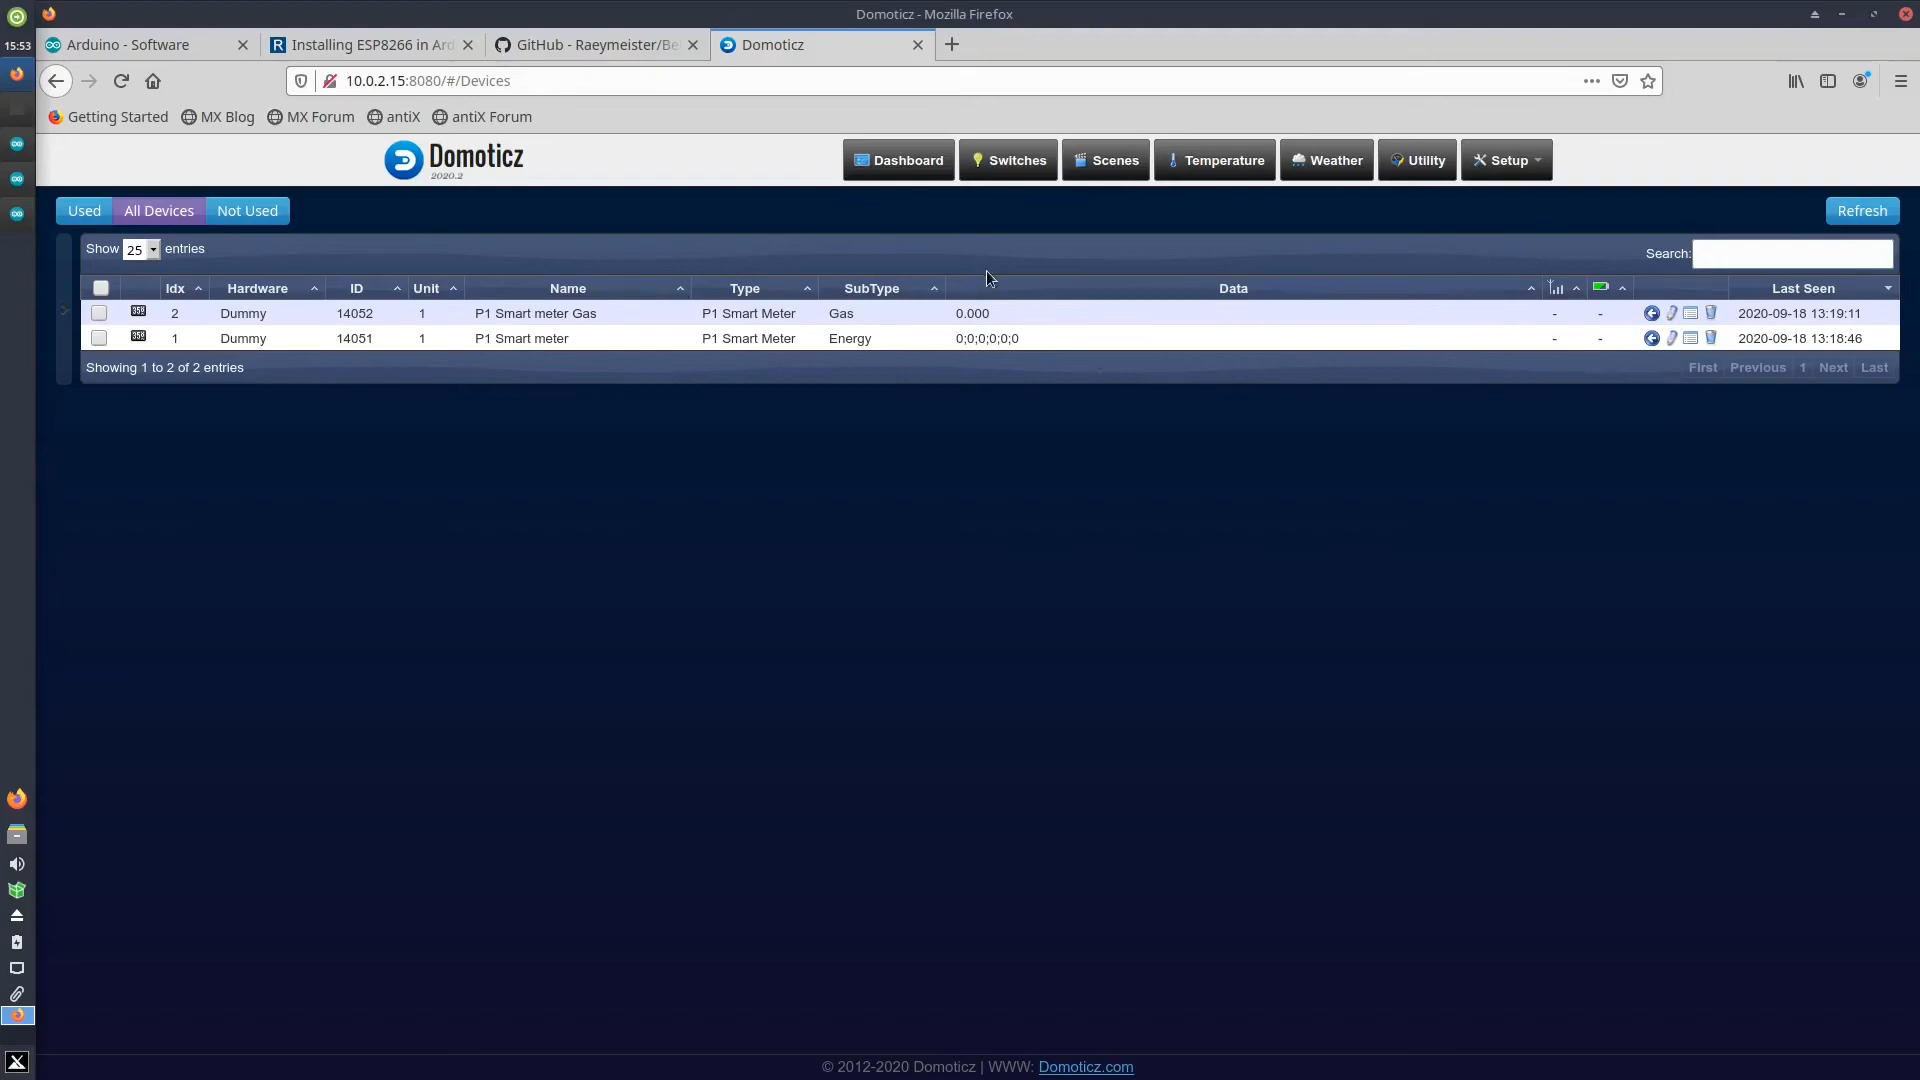 Domoticz - Mozilla Firefox
15:53
Arduino - Software
Installing ESP8266 in Ard
GitHub - Raeymeister/Be
Domoticz
10.0.2.15:8080/#/Devices
Getting Started
MX Blog
MX Forum
antiX
antiX Forum
Domoticz
2020.2
Dashboard
Switches
Scenes
Temperature
Weather
Utility
Setup
Used
All Devices
Not Used
Refresh
Show 25 entries
Search:
Idx Hardware ID Unit Name Type SubType Data Last Seen
2 Dummy 14052 1 P1 Smart meter Gas P1 Smart Meter Gas 0.000 - - 2020-09-18 13:19:11
1 Dummy 14051 1 P1 Smart meter P1 Smart Meter Energy 0;0;0;0;0;0 - - 2020-09-18 13:18:46
Showing 1 to 2 of 2 entries
First Previous 1 Next Last
© 2012-2020 Domoticz | WWW: Domoticz.com